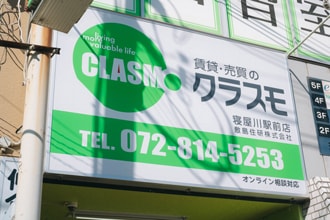 making
valuable life
CLASMO
賃貸・売買の
クラスモ
寝屋川駅前店
敷島住研株式会社
TEL. 072-814-5253
オンライン相談対応
6F
5F
4F
3F
2F